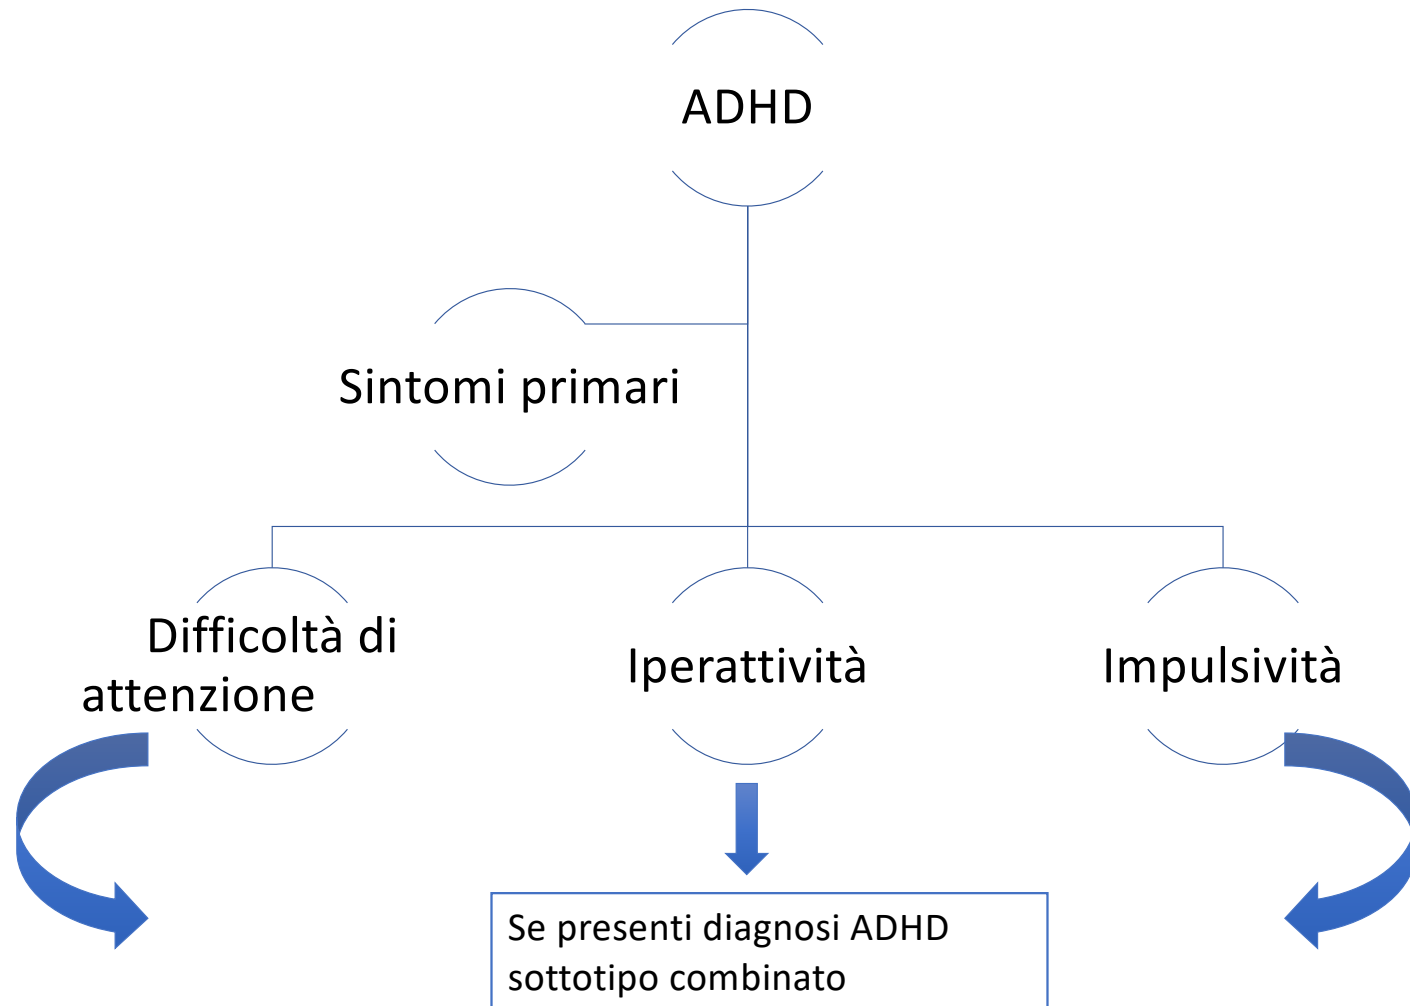 ADHD
Sintomi primari
Difficoltà di
attenzione
Iperattività
Impulsività
Se presenti diagnosi ADHD
sottotipo combinato